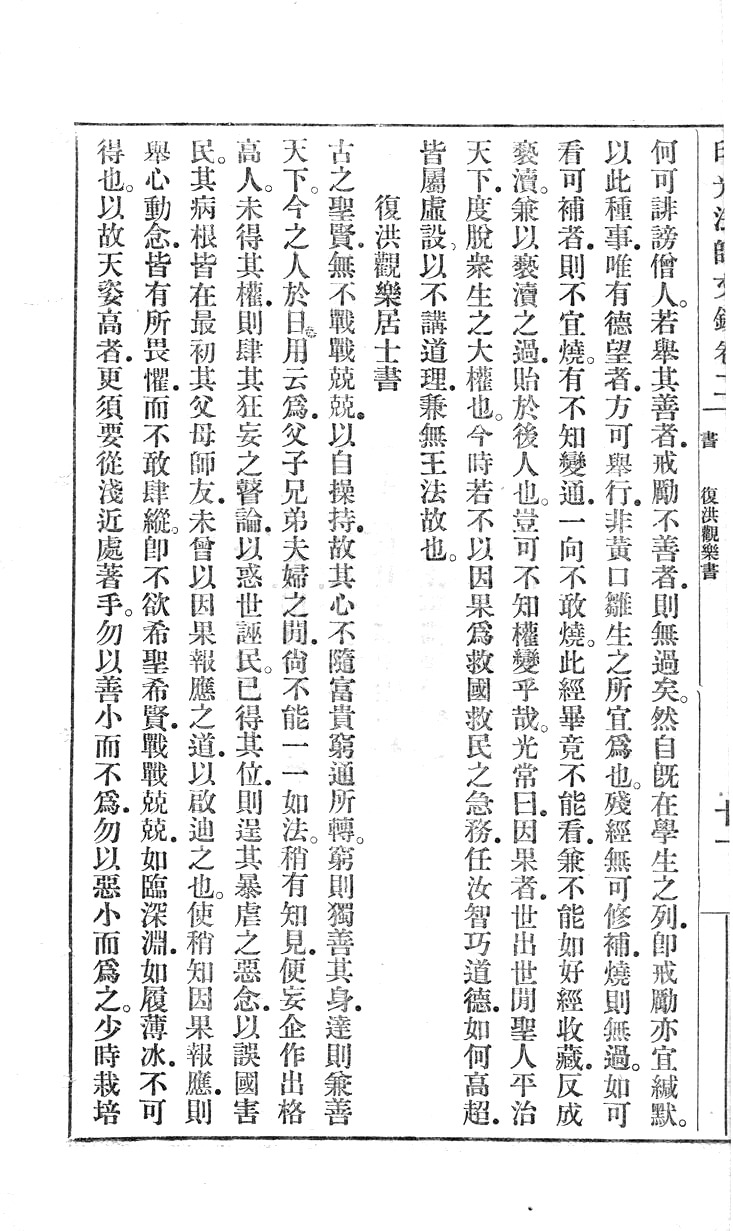 印光法師文鈔卷二 書 復洪觀樂書 十一
何可誹謗僧人。若舉其善者。戒勵不善者。則無過矣。然自既在學生之列。即戒勵亦宜緘默。
以此種事。唯有德望者。方可舉行。非黃口雛生之所宜為也。殘經無可修補。燒則無過。如可
看可補者。則不宜燒。有不知變通。一向不敢燒。此經畢竟不能看。兼不能如好經收藏。反成
褻瀆。兼以褻瀆之過。貽於後人也。豈可不知權變乎哉。光常曰。因果者。世出世間聖人平治
天下。度脫眾生之大權也。今時若不以因果為救國救民之急務。任汝智巧道德。如何高超。
皆屬虛設。以不講道理。兼無王法故也。
復洪觀樂居士書
古之聖賢。無不戰戰兢兢。以自操持。故其心不隨富貴窮通所轉。窮則獨善其身。達則兼善
天下。今之人於日用云為。父子兄弟夫婦之間。尚不能一一如法。稍有知見。便妄企作出格
高人。未得其權。則肆其狂妄之瞽論。以惑世誣民。已得其位。則逞其暴虐之惡念。以誤國害
民。其病根皆在最初其父母師友。未曾以因果報應之道。以啟迪之也。使稍知因果報應。則
舉心動念。皆有所畏懼。而不敢肆縱。即不欲希聖希賢。戰戰兢兢。如臨深淵。如履薄冰。不可
得也。以故天姿高者。更須要從淺近處著手。勿以善小而不為。勿以惡小而為之。少時栽培